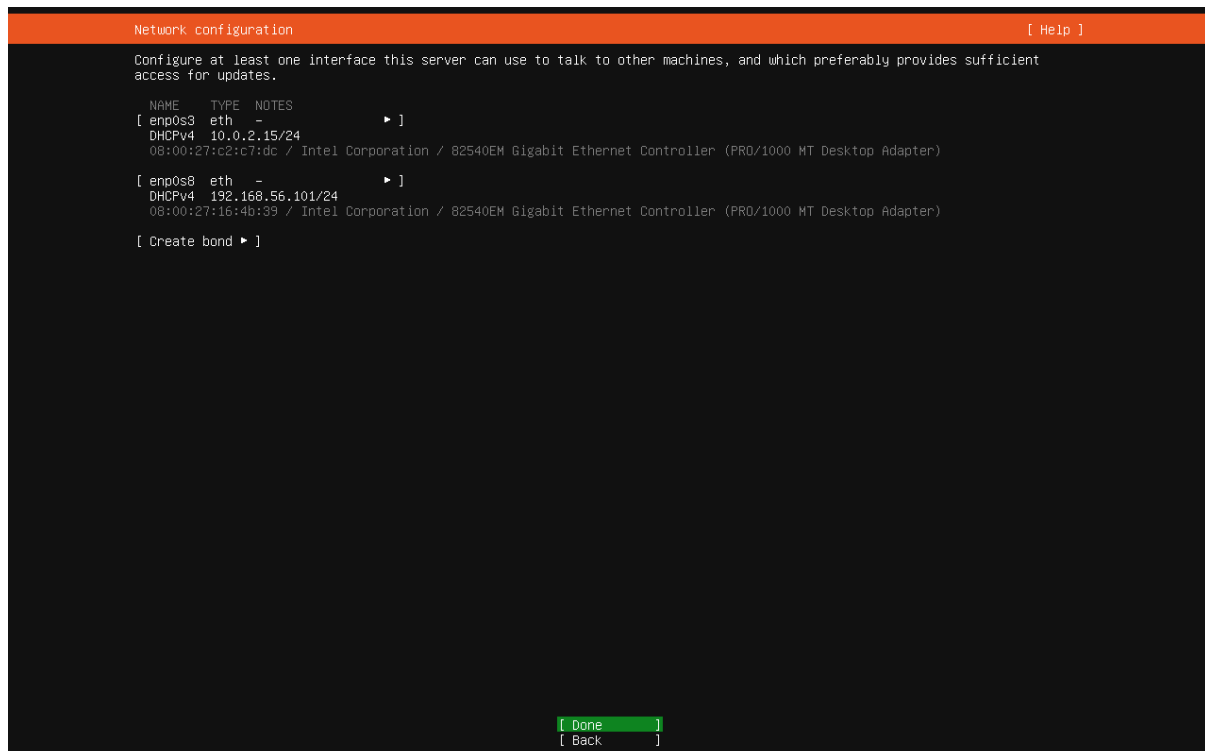 Network configuration [ Help ]
Configure at least one interface this server can use to talk to other machines, and which preferably provides sufficient
access for updates.
NAME TYPE NOTES
[ enp0s3 eth - ▸ ]
DHCPv4 10.0.2.15/24
08:00:27:c2:c7:dc / Intel Corporation / 82540EM Gigabit Ethernet Controller (PRO/1000 MT Desktop Adapter)
[ enp0s8 eth - ▸ ]
DHCPv4 192.168.56.101/24
08:00:27:16:4b:39 / Intel Corporation / 82540EM Gigabit Ethernet Controller (PRO/1000 MT Desktop Adapter)
[ Create bond ▸ ]
[ Done ]
[ Back ]